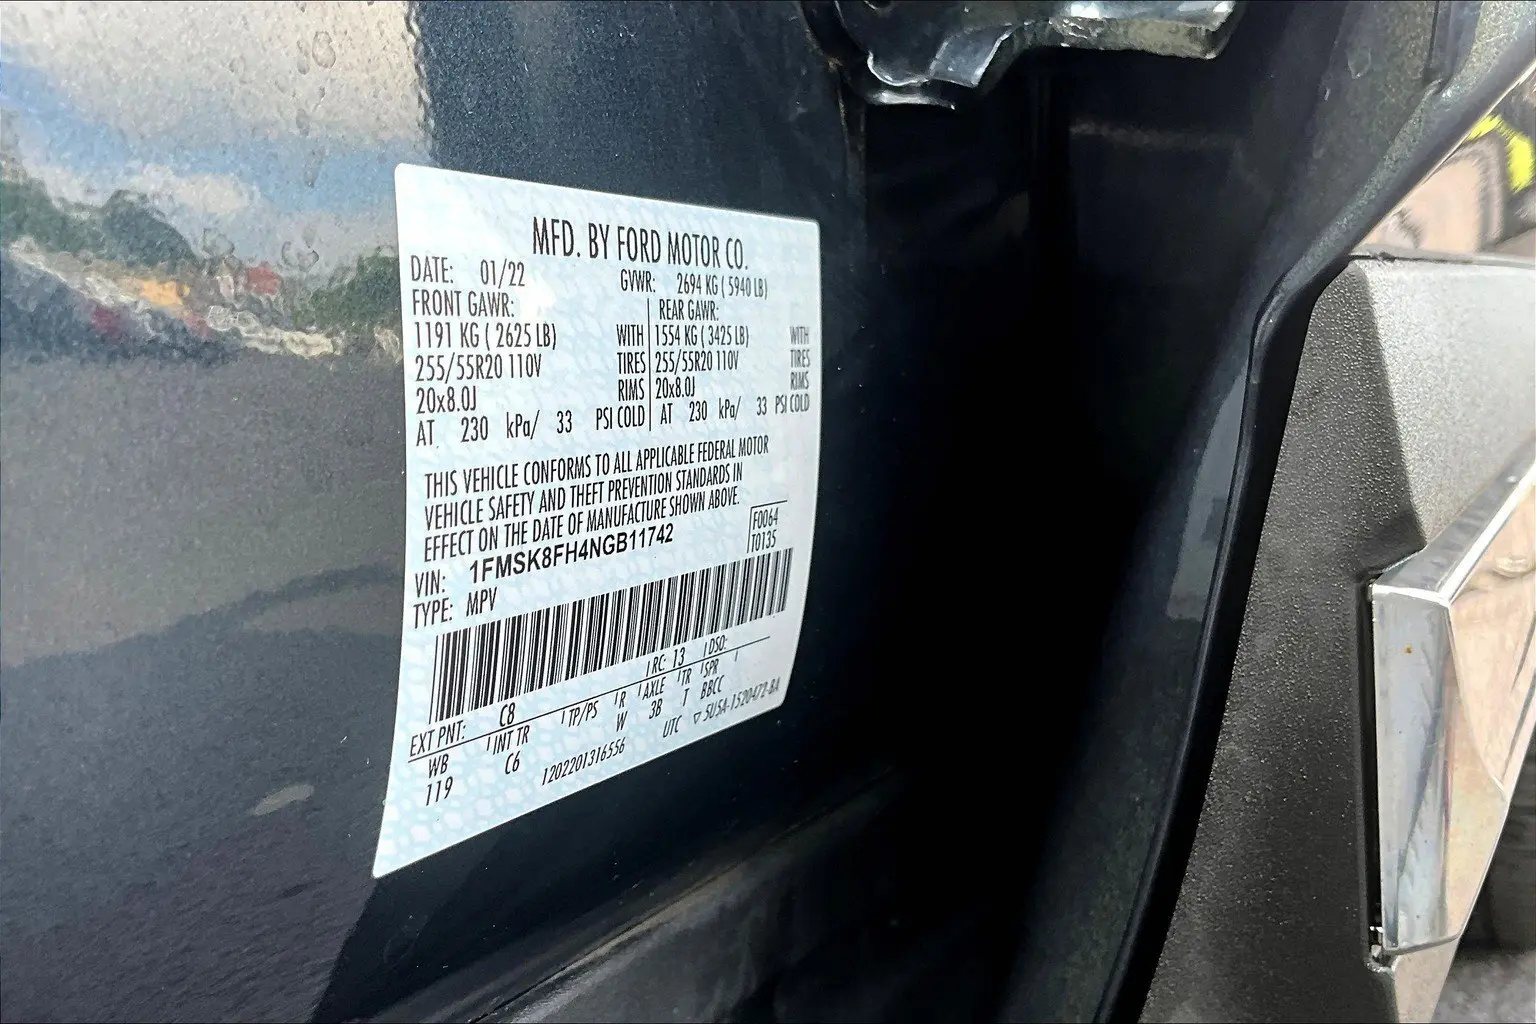 MFD. BY FORD MOTOR CO.
DATE: 01/22 GVWR: 2694 KG ( 5940 LB)
FRONT GAWR: REAR GAWR:
1191 KG ( 2625 LB) WITH 1554 KG ( 3425 LB) WITH
255/55R20 110V TIRES 255/55R20 110V TIRES
20x8.0J RIMS 20x8.0J RIMS
AT 230 kPa/ 33 PSI COLD AT 230 kPa/ 33 PSI COLD
THIS VEHICLE CONFORMS TO ALL APPLICABLE FEDERAL MOTOR
VEHICLE SAFETY AND THEFT PREVENTION STANDARDS IN
EFFECT ON THE DATE OF MANUFACTURE SHOWN ABOVE.
VIN: 1FMSK8FH4NGB11742 F0064
TYPE: MPV T0135
EXT PNT: C8 RC: 13 DSO:
WB INT TR TP/PS R AXLE TR SPR
119 C6 W 3B T BBCC
1202201316556 UTC ▽ 5U5A-1520472-BA